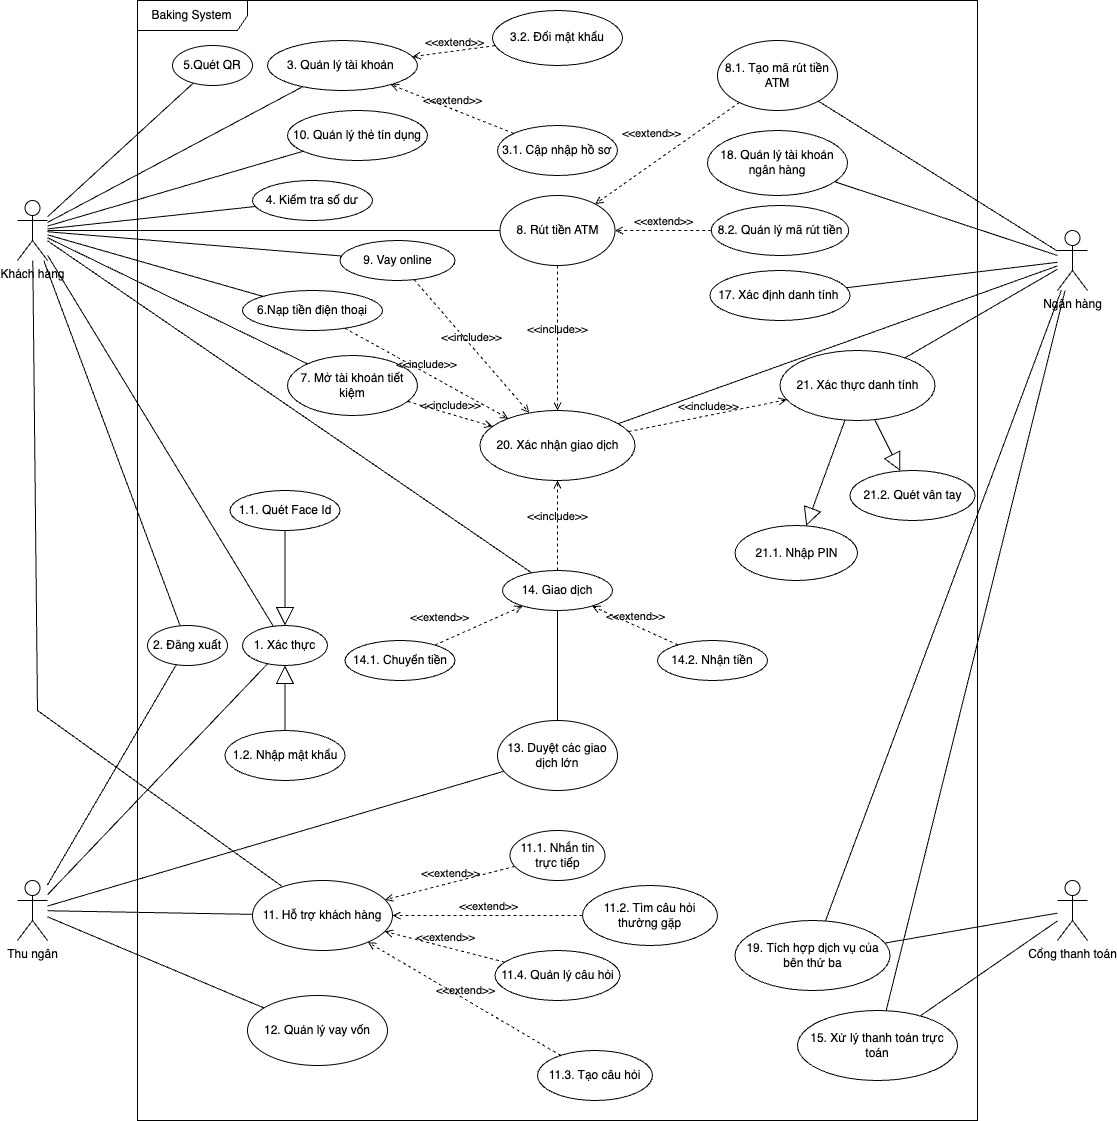 Baking System
5.Quét QR
3. Quản lý tài khoản
<<extend>>
3.2. Đổi mật khẩu
<<extend>>
3.1. Cập nhập hồ sơ
8.1. Tạo mã rút tiền
ATM
<<extend>>
10. Quản lý thẻ tín dụng
18. Quản lý tài khoản
ngân hàng
4. Kiểm tra số dư
8. Rút tiền ATM
<<extend>>
8.2. Quản lý mã rút tiền
Khách hàng
9. Vay online
17. Xác định danh tính
Ngân hàng
6.Nạp tiền điện thoại
<<include>>
<<include>>
<<include>>
7. Mở tài khoản tiết
kiệm
<<include>>
<<include>>
21. Xác thực danh tính
20. Xác nhận giao dịch
21.2. Quét vân tay
1.1. Quét Face Id
<<include>>
21.1. Nhập PIN
14. Giao dịch
<<extend>>
<<extend>>
2. Đăng xuất
1. Xác thực
14.1. Chuyển tiền
14.2. Nhận tiền
1.2. Nhập mật khẩu
13. Duyệt các giao
dịch lớn
11.1. Nhắn tin
trực tiếp
<<extend>>
11. Hỗ trợ khách hàng
<<extend>>
11.2. Tìm câu hỏi
thường gặp
<<extend>>
11.4. Quản lý câu hỏi
<<extend>>
Thu ngân
19. Tích hợp dịch vụ của
bên thứ ba
Cổng thanh toán
12. Quản lý vay vốn
15. Xử lý thanh toán trực
toán
11.3. Tạo câu hỏi